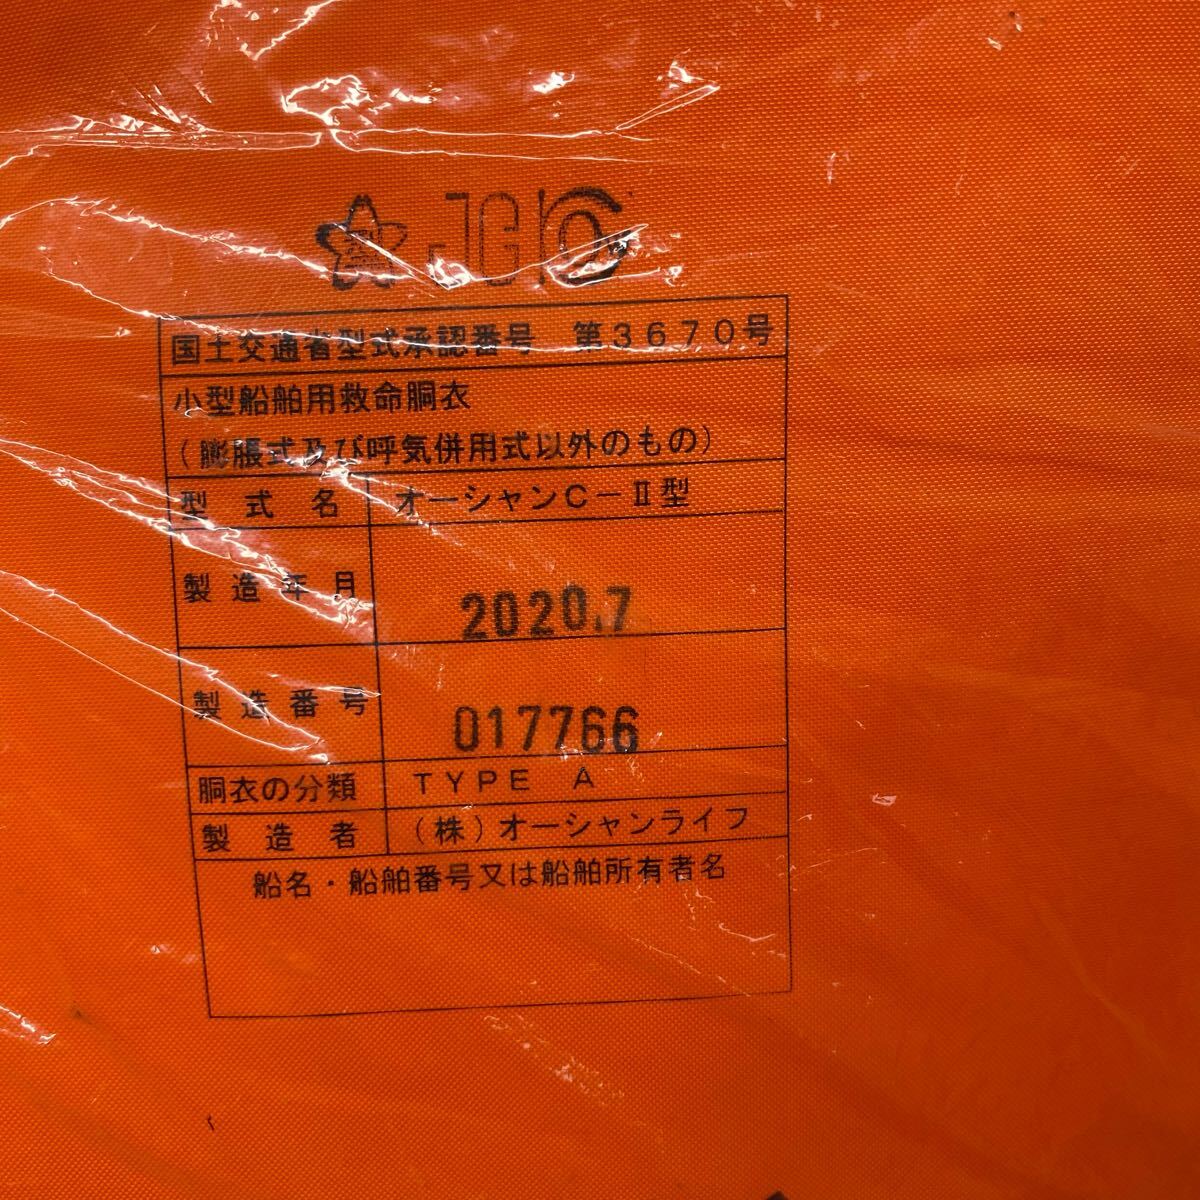 JCI
国土交通省型式承認番号　第3670号
小型船舶用救命胴衣
(膨脹式及び呼気併用式以外のもの)
型式名　オーシャンC－Ⅱ型
製造年月　2020.7
製造番号　017766
胴衣の分類　TYPE　A
製造者　(株)オーシャンライフ
船名・船舶番号又は船舶所有者名